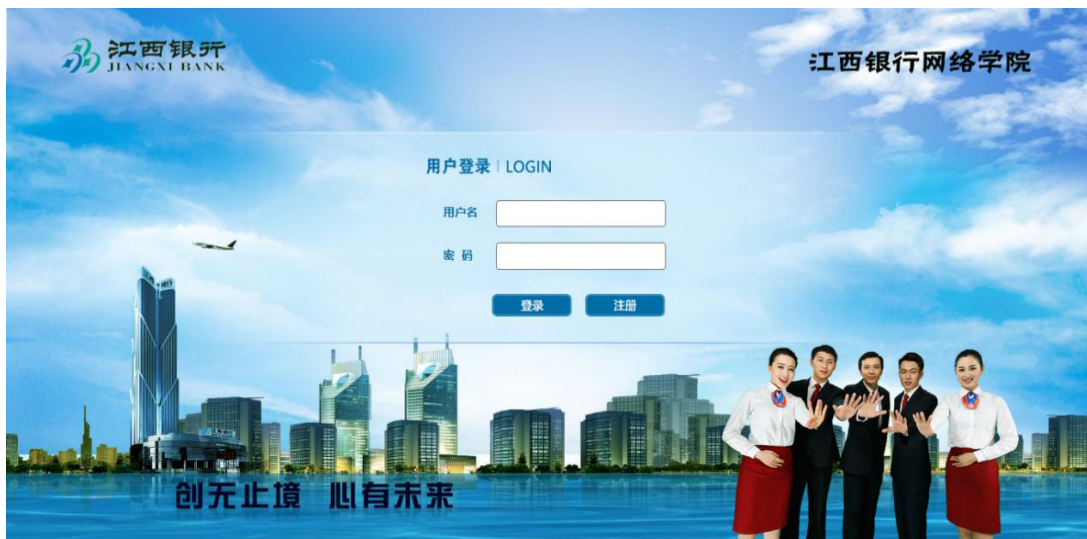 江西银行
JIANGXI BANK
江西银行网络学院
用户登录 | LOGIN
用户名
密 码
登录
注册
创无止境 心有未来